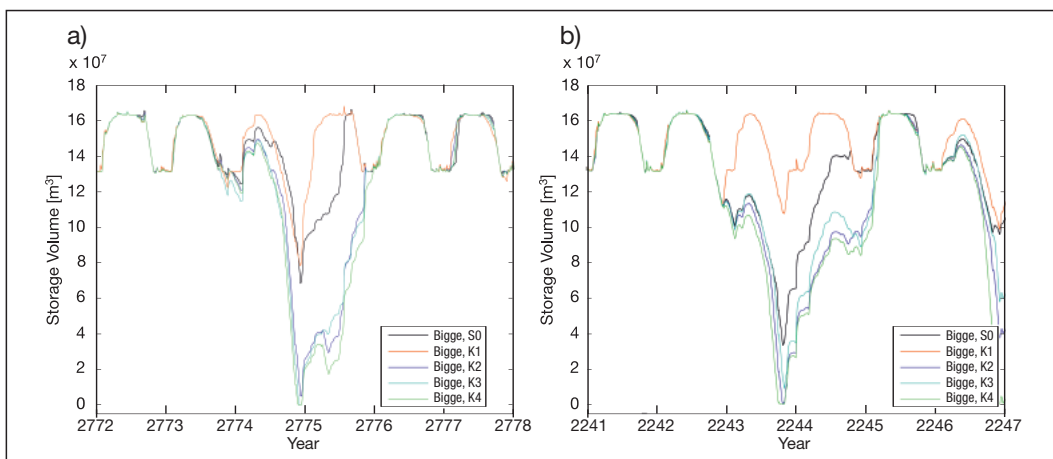 a)
x 10⁷
18
16
14
12
10
8
6
4
2
0
Storage Volume [m³]
2772 2773 2774 2775 2776 2777 2778
Year
Bigge, S0
Bigge, K1
Bigge, K2
Bigge, K3
Bigge, K4
b)
x 10⁷
18
16
14
12
10
8
6
4
2
0
Storage Volume [m³]
2241 2242 2243 2244 2245 2246 2247
Year
Bigge, S0
Bigge, K1
Bigge, K2
Bigge, K3
Bigge, K4